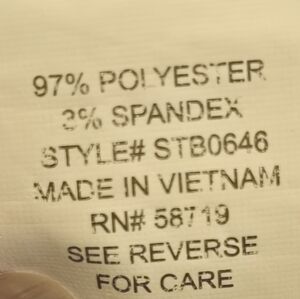 97% POLYESTER
3% SPANDEX
STYLE# STB0646
MADE IN VIETNAM
RN# 58719
SEE REVERSE
FOR CARE